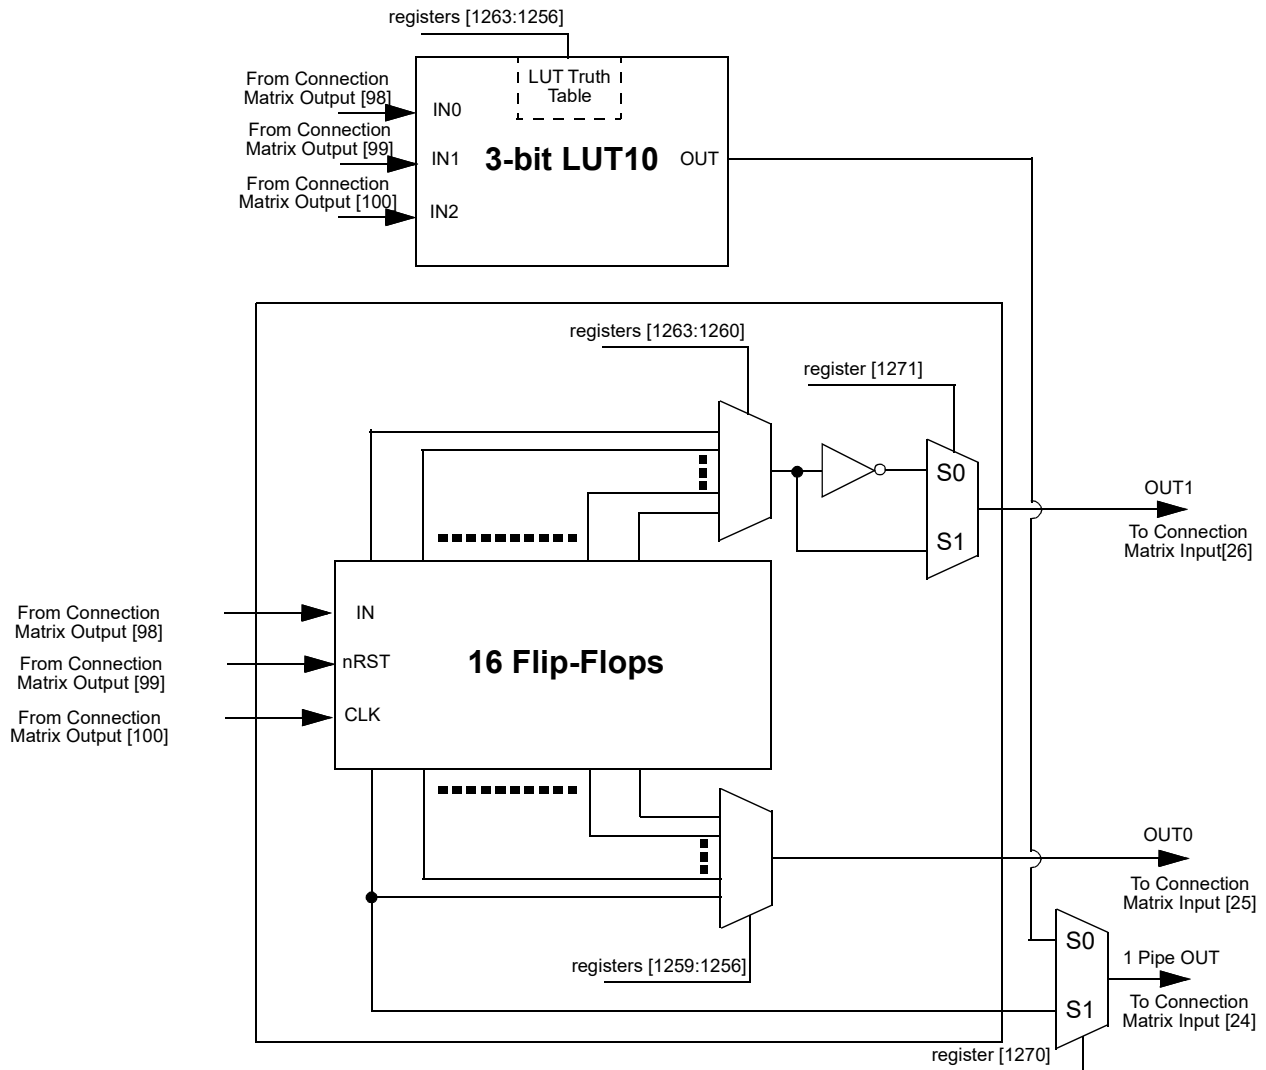 registers [1263:1256]
LUT Truth
Table
From Connection
Matrix Output [98]
IN0
From Connection
Matrix Output [99]
IN1
3-bit LUT10
OUT
From Connection
Matrix Output [100]
IN2
registers [1263:1260]
register [1271]
S0
S1
OUT1
To Connection
Matrix Input[26]
From Connection
Matrix Output [98]
IN
From Connection
Matrix Output [99]
nRST
16 Flip-Flops
From Connection
Matrix Output [100]
CLK
OUT0
To Connection
Matrix Input [25]
registers [1259:1256]
S0
S1
1 Pipe OUT
To Connection
Matrix Input [24]
register [1270]